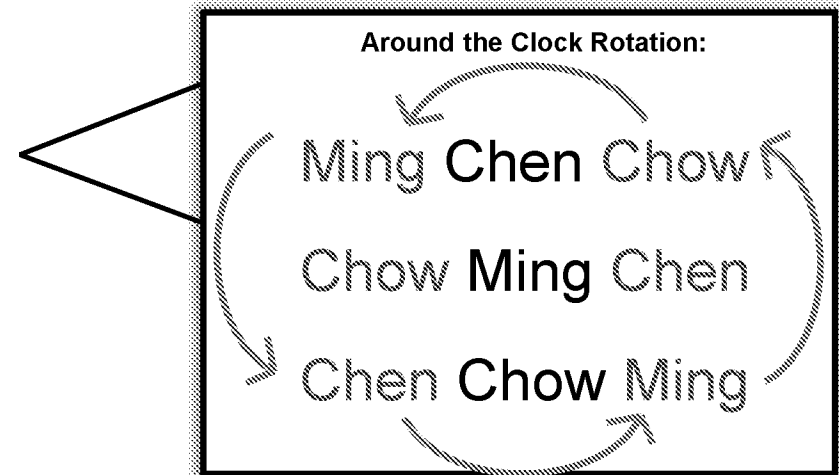 Around the Clock Rotation:
Ming Chen Chow
Chow Ming Chen
Chen Chow Ming